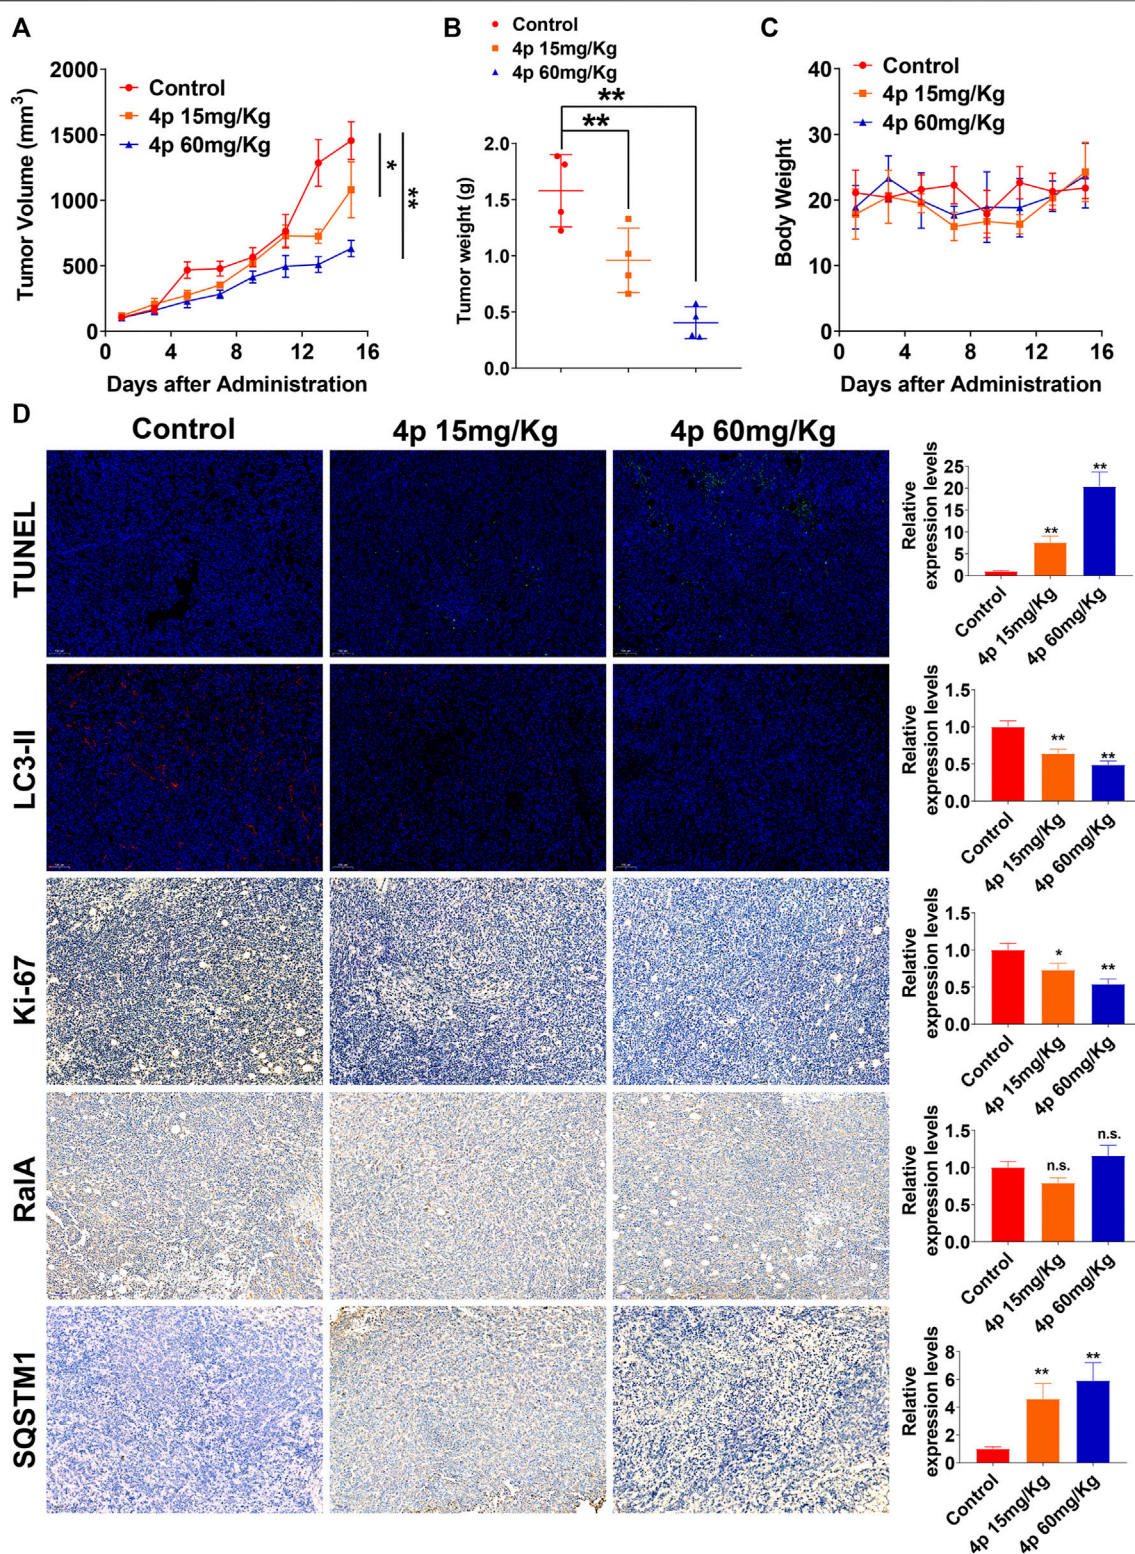 A
Tumor Volume (mm3)
2000
1500
1000
500
0
0
4
8
12
16
Days after Administration
Control
4p 15mg/Kg
4p 60mg/Kg
*
**
B
Control
4p 15mg/Kg
4p 60mg/Kg
**
**
Tumor weight (g)
2.0
1.5
1.0
0.5
0.0
C
Body Weight
40
30
20
10
0
0
4
8
12
16
Days after Administration
Control
4p 15mg/Kg
4p 60mg/Kg
D
Control
4p 15mg/Kg
4p 60mg/Kg
TUNEL
Relative
expression levels
25
20
15
10
5
0
**
**
Control
4p 15mg/Kg
4p 60mg/Kg
LC3-II
Relative
expression levels
1.5
1.0
0.5
0.0
**
**
Control
4p 15mg/Kg
4p 60mg/Kg
Ki-67
Relative
expression levels
1.5
1.0
0.5
0.0
*
**
Control
4p 15mg/Kg
4p 60mg/Kg
RalA
Relative
expression levels
1.5
1.0
0.5
0.0
n.s.
n.s.
Control
4p 15mg/Kg
4p 60mg/Kg
SQSTM1
Relative
expression levels
8
6
4
2
0
**
**
Control
4p 15mg/Kg
4p 60mg/Kg